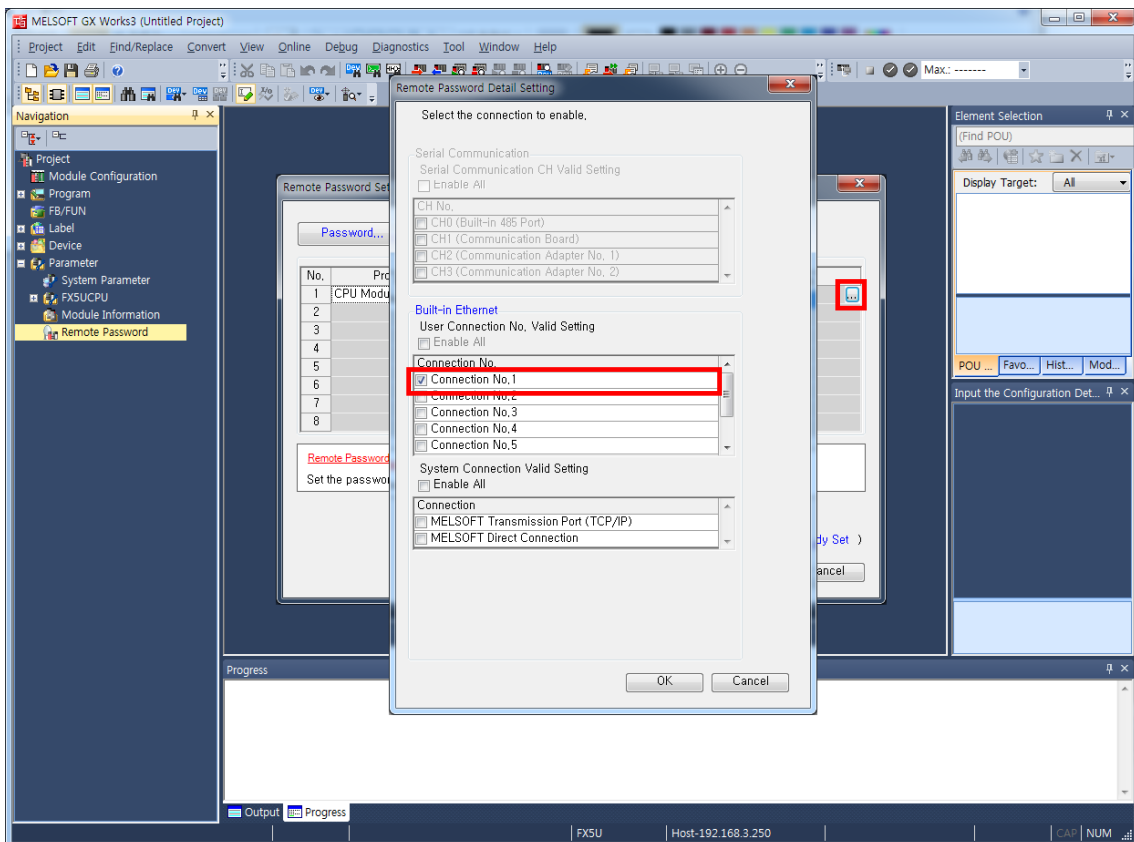 MELSOFT GX Works3 (Untitled Project)
Project Edit Find/Replace Convert View Online Debug Diagnostics Tool Window Help
Max.: -------
Navigation
Project
Module Configuration
Program
FB/FUN
Label
Device
Parameter
System Parameter
FX5UCPU
Module Information
Remote Password
Remote Password Set
Password...
No.
1 CPU Modu
2
3
4
5
6
7
8
Remote Password
Set the passwor
dy Set )
ancel
Remote Password Detail Setting
Select the connection to enable.
Serial Communication
Serial Communication CH Valid Setting
Enable All
CH No.
CH0 (Built-in 485 Port)
CH1 (Communication Board)
CH2 (Communication Adapter No. 1)
CH3 (Communication Adapter No. 2)
Built-in Ethernet
User Connection No. Valid Setting
Enable All
Connection No.
Connection No.1
Connection No.2
Connection No.3
Connection No.4
Connection No.5
System Connection Valid Setting
Enable All
Connection
MELSOFT Transmission Port (TCP/IP)
MELSOFT Direct Connection
OK Cancel
Element Selection
(Find POU)
Display Target: All
POU ... Favo... Hist... Mod...
Input the Configuration Det...
Progress
Output Progress
FX5U Host-192.168.3.250 CAP NUM